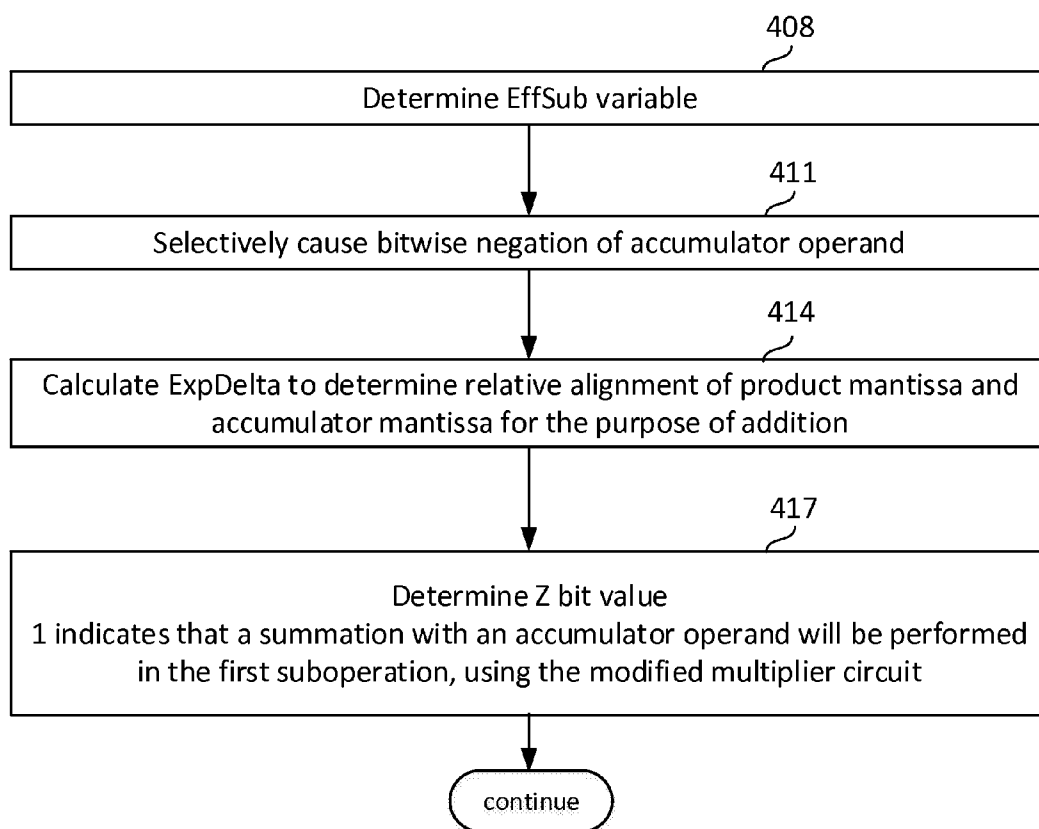 408
Determine EffSub variable
411
Selectively cause bitwise negation of accumulator operand
414
Calculate ExpDelta to determine relative alignment of product mantissa and
accumulator mantissa for the purpose of addition
417
Determine Z bit value
1 indicates that a summation with an accumulator operand will be performed
in the first suboperation, using the modified multiplier circuit
continue